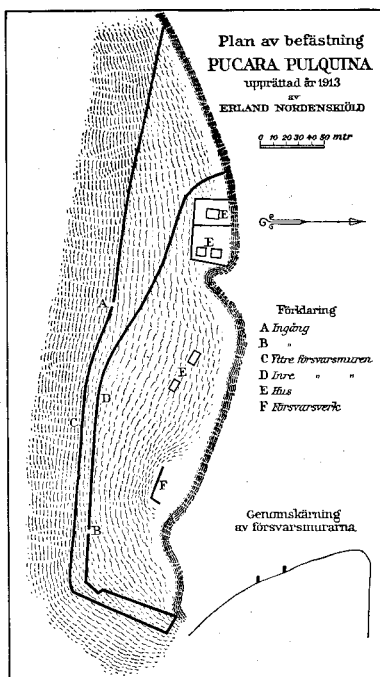 Plan av befästning
PUCARA PULQUINA
upprättad år 1913
av
ERLAND NORDENSKIÖLD
0 10 20 30 40 50 mtr
E
E
A
E
D
C
F
B
Förklaring
A Ingång
B "
C Yttre försvarsmuren
D Inre " "
E Hus
F Försvarsverk
Genomskärning
av försvarsmurarna